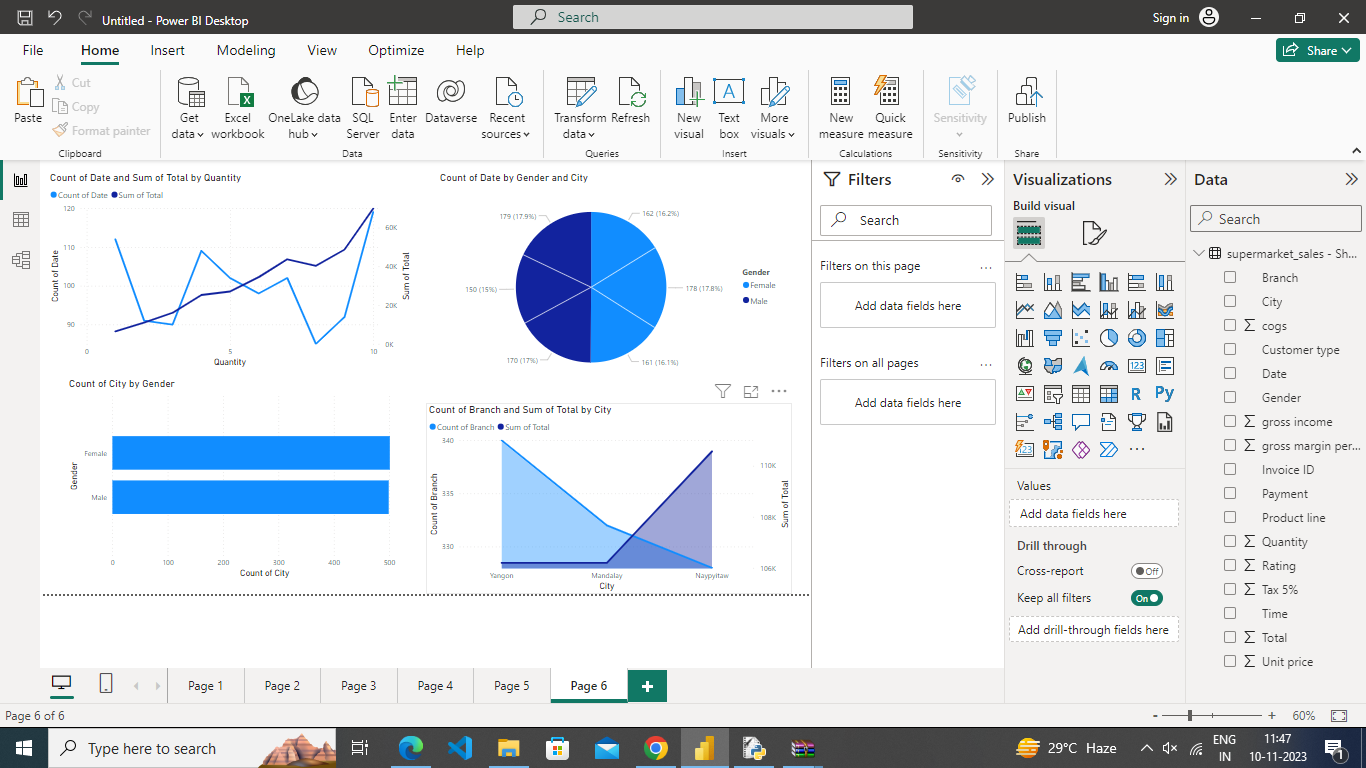 Untitled - Power BI Desktop
Search
Sign in
File Home Insert Modeling View Optimize Help
Share
Paste
Cut
Copy
Format painter
Clipboard
Get data
Excel workbook
OneLake data hub
SQL Server
Enter data
Dataverse
Recent sources
Data
Transform data
Refresh
Queries
New visual
Text box
More visuals
Insert
New measure
Quick measure
Calculations
Sensitivity
Sensitivity
Publish
Share
Count of Date and Sum of Total by Quantity
Count of Date Sum of Total
120
110
100
90
Count of Date
60K
40K
20K
0K
Sum of Total
0 5 10
Quantity
Count of Date by Gender and City
179 (17.9%)
162 (16.2%)
150 (15%)
178 (17.8%)
170 (17%)
161 (16.1%)
Gender
Female
Male
Count of City by Gender
Gender
Female
Male
0 100 200 300 400 500
Count of City
Count of Branch and Sum of Total by City
Count of Branch Sum of Total
340
335
330
Count of Branch
110K
108K
106K
Sum of Total
Yangon Mandalay Naypyitaw
City
Filters
Search
Filters on this page ...
Add data fields here
Filters on all pages ...
Add data fields here
Visualizations
Build visual
123
R
Py
123
...
Values
Add data fields here
Drill through
Cross-report Off
Keep all filters On
Add drill-through fields here
Data
Search
supermarket_sales - Sh...
Branch
City
∑ cogs
Customer type
Date
Gender
∑ gross income
∑ gross margin per...
Invoice ID
Payment
Product line
∑ Quantity
∑ Rating
∑ Tax 5%
Time
∑ Total
∑ Unit price
Page 1 Page 2 Page 3 Page 4 Page 5 Page 6 +
Page 6 of 6
- + 60%
Type here to search
29°C Haze
ENG
IN
11:47
10-11-2023
1